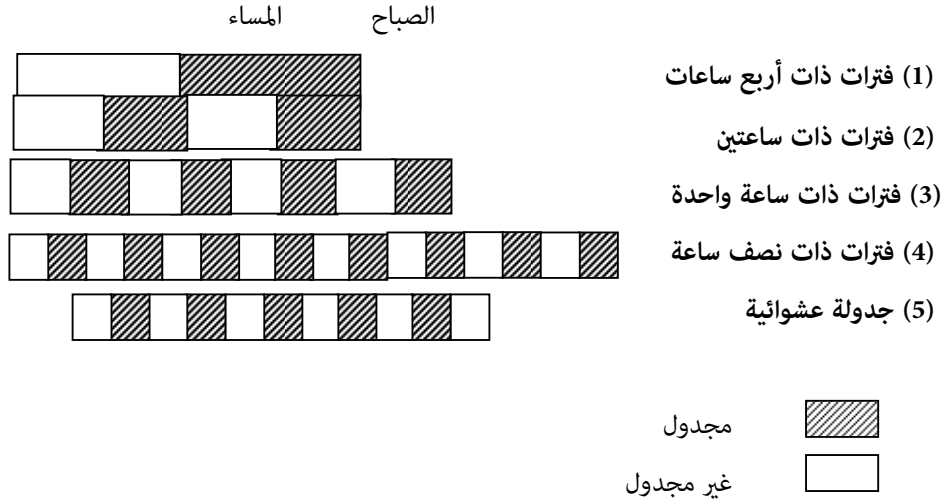 الصباح المساء
(1) فترات ذات أربع ساعات
(2) فترات ذات ساعتين
(3) فترات ذات ساعة واحدة
(4) فترات ذات نصف ساعة
(5) جدولة عشوائية
مجدول
غير مجدول